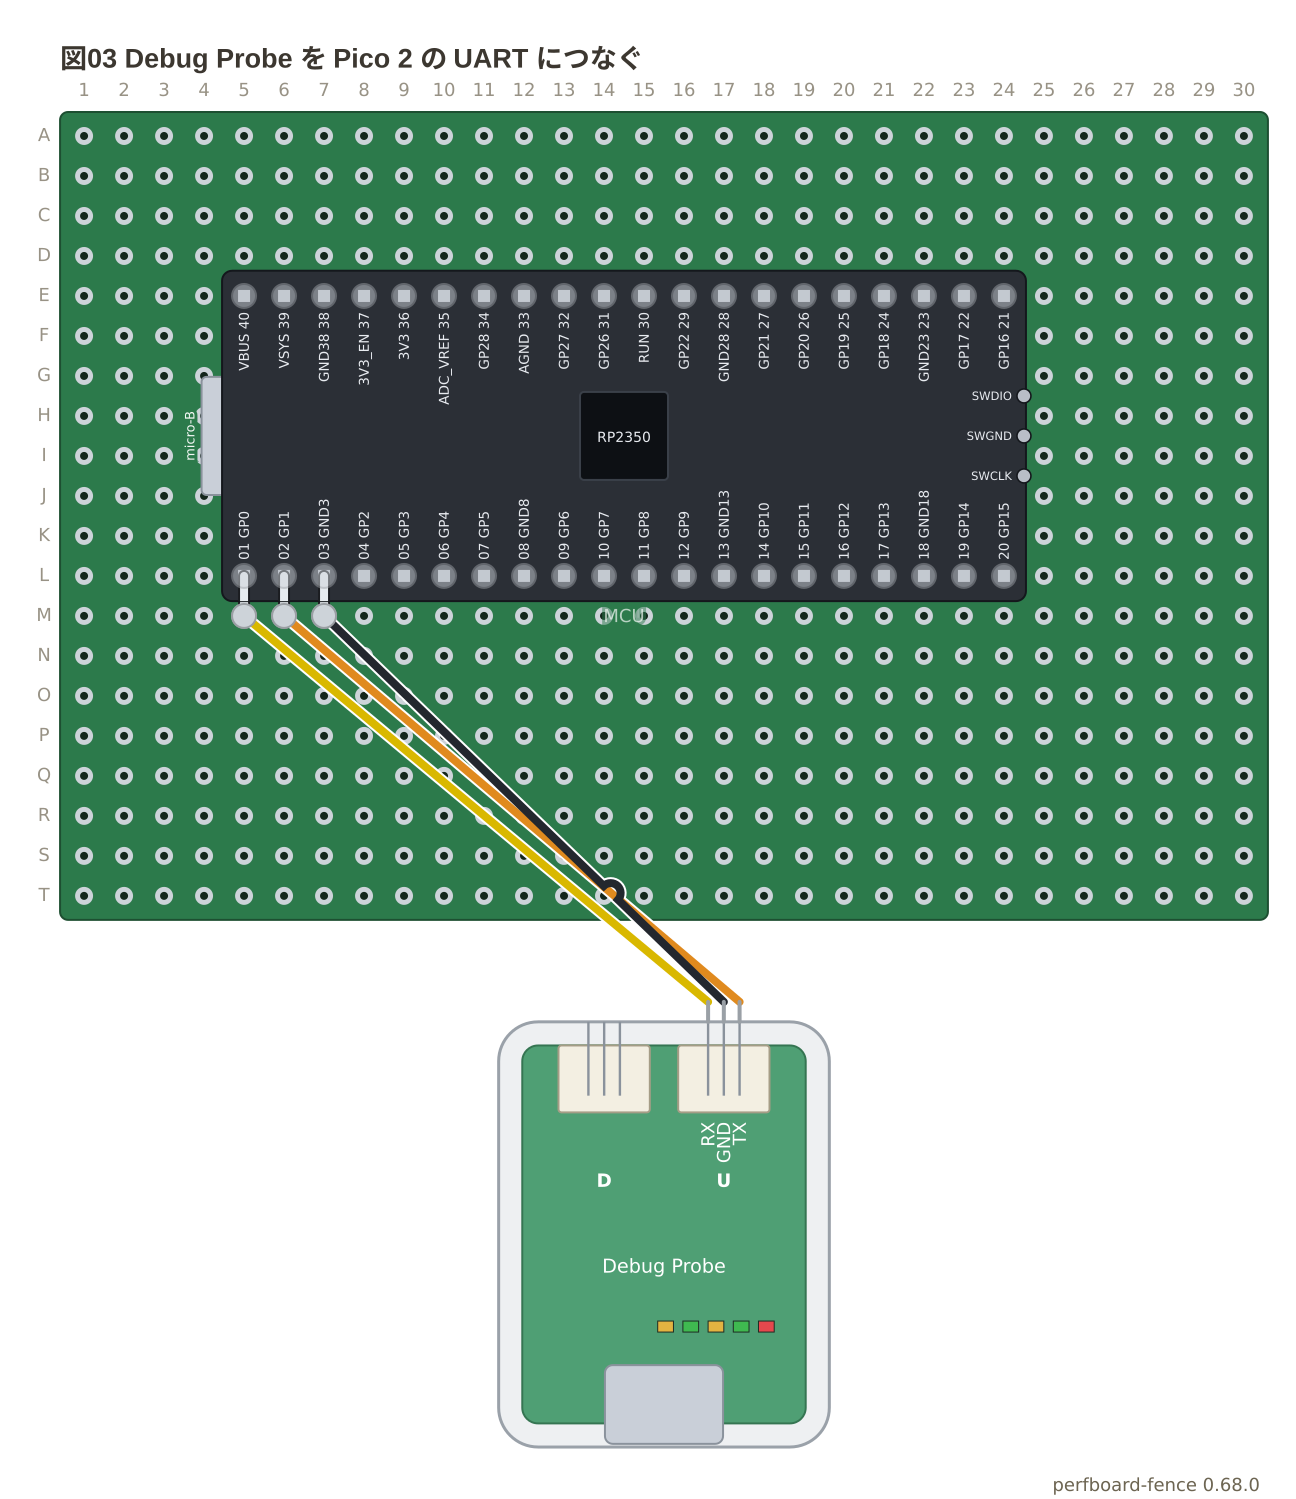 図03 Debug Probe を Pico 2 の UART につなぐ
1 2 3 4 5 6 7 8 9 10 11 12 13 14 15 16 17 18 19 20 21 22 23 24 25 26 27 28 29 30
A
B
C
D
E
VBUS 40
VSYS 39
GND38 38
3V3_EN 37
3V3 36
ADC_VREF 35
GP28 34
AGND 33
GP27 32
GP26 31
RUN 30
GP22 29
GND28 28
GP21 27
GP20 26
GP19 25
GP18 24
GND23 23
GP17 22
GP16 21
F
G
SWDIO
H
micro-B
RP2350
SWGND
I
SWCLK
J
K
01 GP0
02 GP1
03 GND3
04 GP2
05 GP3
06 GP4
07 GP5
08 GND8
09 GP6
10 GP7
11 GP8
12 GP9
13 GND13
14 GP10
15 GP11
16 GP12
17 GP13
18 GND18
19 GP14
20 GP15
L
M
MCU
N
O
P
Q
R
S
T
RX
GND
TX
D
U
Debug Probe
perfboard-fence 0.68.0